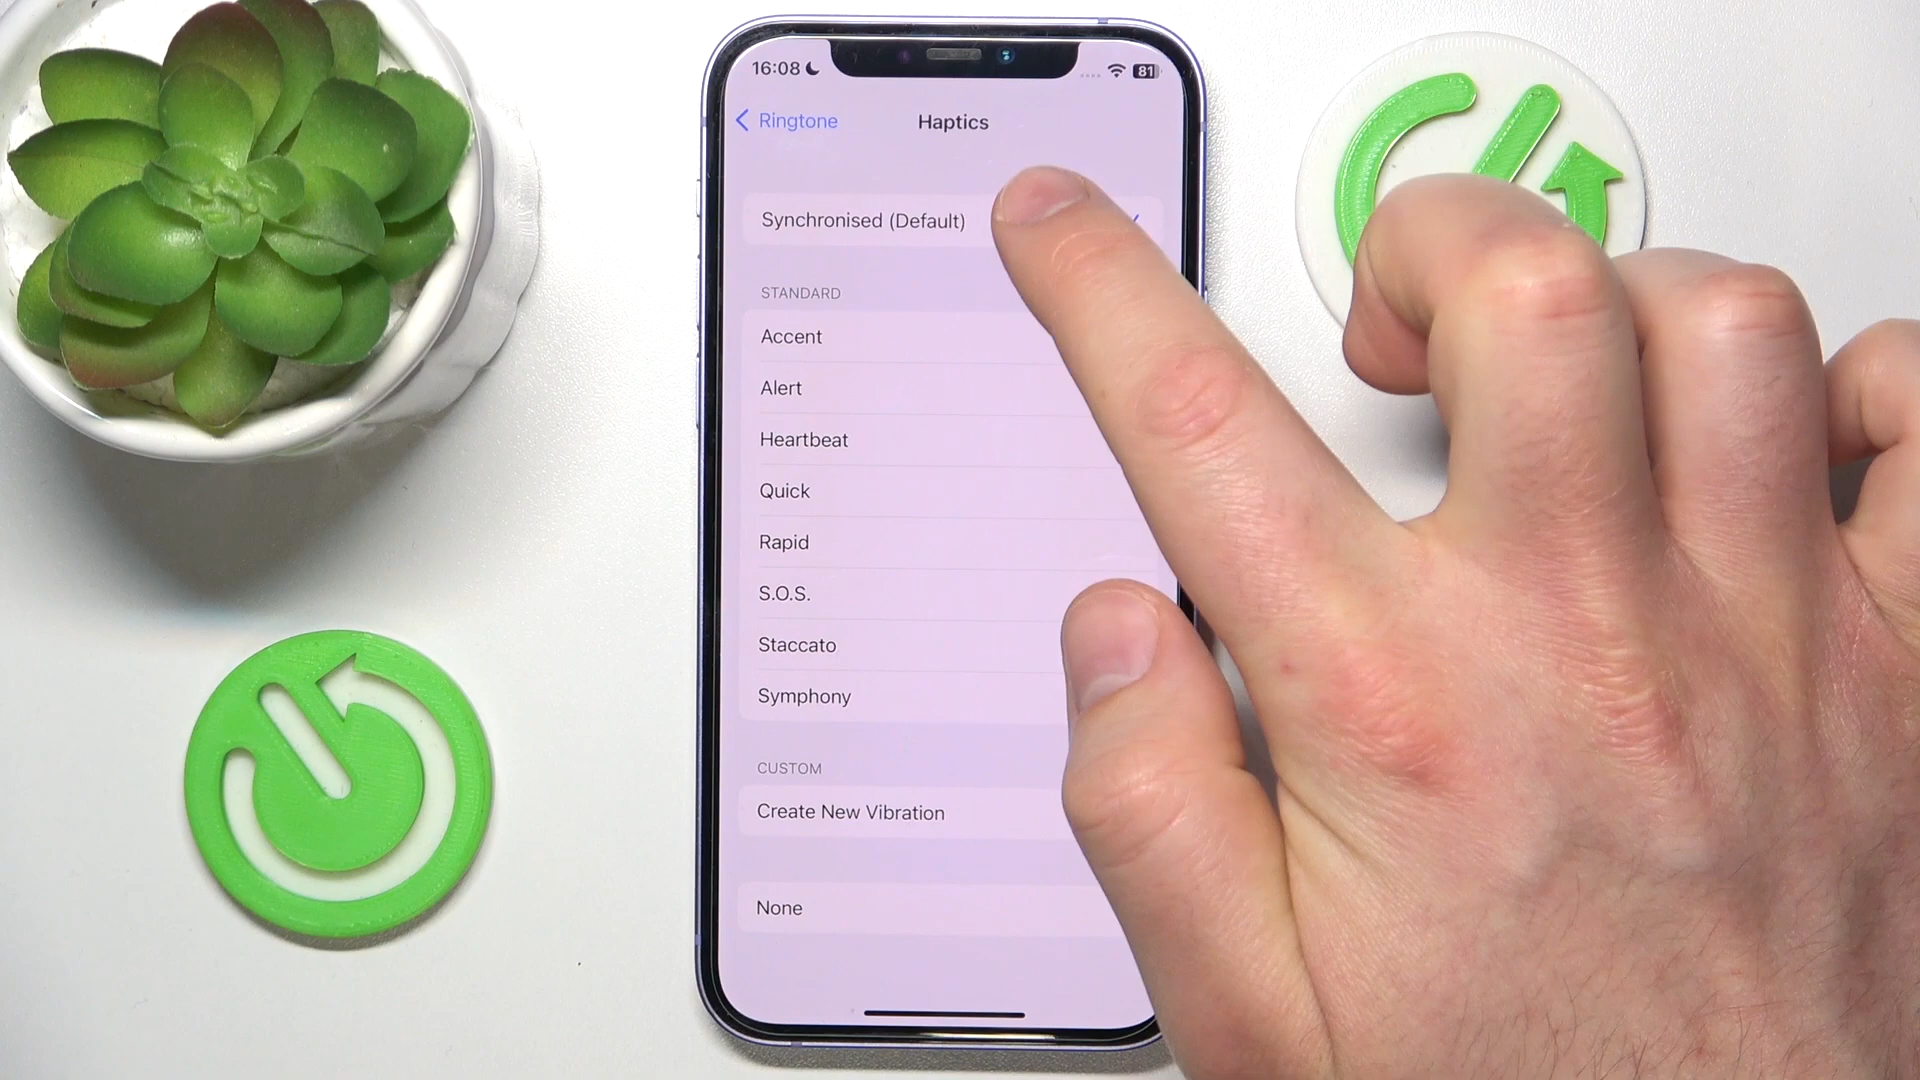 16:08
81
Ringtone
Haptics
Synchronised (Default)
STANDARD
Accent
Alert
Heartbeat
Quick
Rapid
S.O.S.
Staccato
Symphony
CUSTOM
Create New Vibration
None